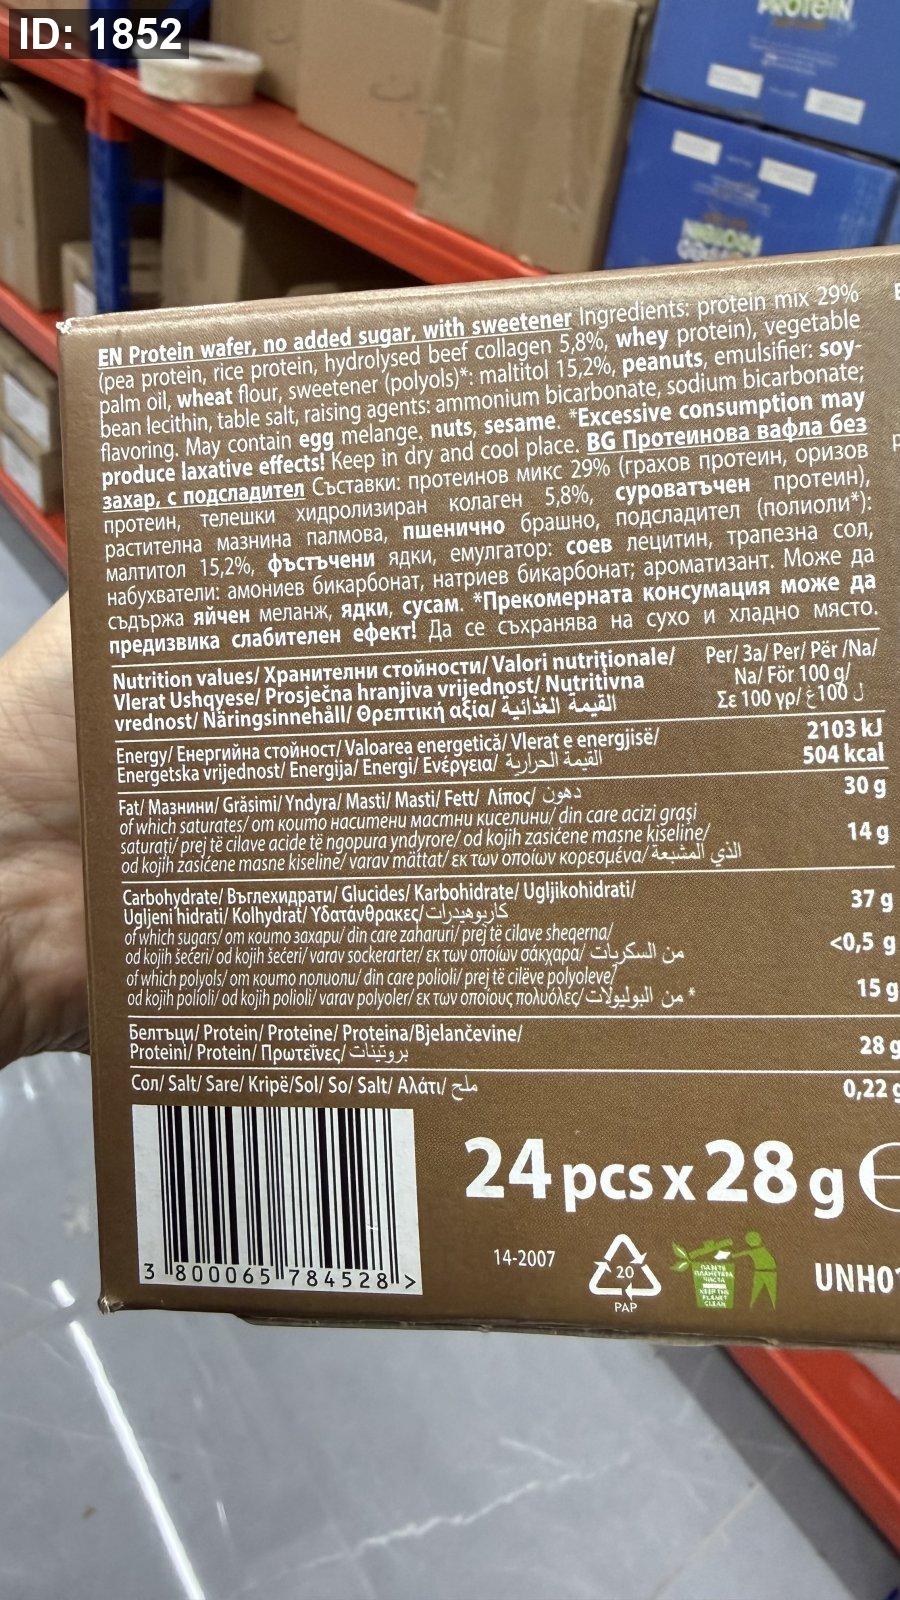 ID: 1852
PROTEIN
EN Protein wafer, no added sugar, with sweetener Ingredients: protein mix 29%
(pea protein, rice protein, hydrolysed beef collagen 5,8%, whey protein), vegetable
palm oil, wheat flour, sweetener (polyols)*: maltitol 15,2%, peanuts, emulsifier: soy-
bean lecithin, table salt, raising agents: ammonium bicarbonate, sodium bicarbonate;
flavoring. May contain egg melange, nuts, sesame. *Excessive consumption may
produce laxative effects! Keep in dry and cool place. BG Протеинова вафла без
захар, с подсладител Съставки: протеинов микс 29% (грахов протеин, оризов
протеин, телешки хидролизиран колаген 5,8%, суроватъчен протеин),
растителна мазнина палмова, пшенично брашно, подсладител (полиоли*):
малтитол 15,2%, фъстъчени ядки, емулгатор: соев лецитин, трапезна сол,
набухватели: амониев бикарбонат, натриев бикарбонат; ароматизант. Може да
съдържа яйчен меланж, ядки, сусам. *Прекомерната консумация може да
предизвика слабителен ефект! Да се съхранява на сухо и хладно място.
Nutrition values/ Хранителни стойности/ Valori nutriționale/ Per/ За/ Per/ Për /Na/
Vlerat Ushqyese/ Prosječna hranjiva vrijednost/ Nutritivna Na/ För 100 g/
vrednost/ Näringsinnehåll/ Θρεπτική αξία/ القيمة الغذائية Σε 100 γρ/ ل 100غ
Energy/ Енергийна стойност/ Valoarea energetică/ Vlerat e energjisë/ 2103 kJ
Energetska vrijednost/ Energija/ Energi/ Ενέργεια/ القيمة الحرارية 504 kcal
Fat/ Мазнини/ Grăsimi/ Yndyra/ Masti/ Masti/ Fett/ Λίπος/ دهون 30 g
of which saturates/ от които наситени мастни киселини/ din care acizi grași
saturați/ prej të cilave acide të ngopura yndyrore/ od kojih zasićene masne kiseline/ 14 g
od kojih zasićene masne kiseline/ varav mättat/ εκ των οποίων κορεσμένα/ الذي المشبعة
Carbohydrate/ Въглехидрати/ Glucides/ Karbohidrate/ Ugljikohidrati/ 37 g
Ugljeni hidrati/ Kolhydrat/ Υδατάνθρακες/ كاربوهيدرات
of which sugars/ от които захари/ din care zaharuri/ prej të cilave sheqerna/ <0,5 g
od kojih šećeri/ od kojih šećeri/ varav sockerarter/ εκ των οποίων σάκχαρα/ من السكريات
of which polyols/ от които полиоли/ din care polioli/ prej të cilëve polyoleve/ 15 g
od kojih polioli/ od kojih polioli/ varav polyoler/ εκ των οποίους πολυόλες/ من البوليولات *
Белтъци/ Protein/ Proteine/ Proteina/Bjelančevine/ 28 g
Proteini/ Protein/ Πρωτεΐνες/ بروتينات
Сол/ Salt/ Sare/ Kripë/Sol/ So/ Salt/ Αλάτι/ ملح 0,22 g
24 pcs x 28 g ℮
3 800065 784528 >
14-2007
20
PAP
ПАЗЕТЕ
ПЛАНЕТАТА
ЧИСТА
KEEP THE
PLANET
CLEAN
UNH01